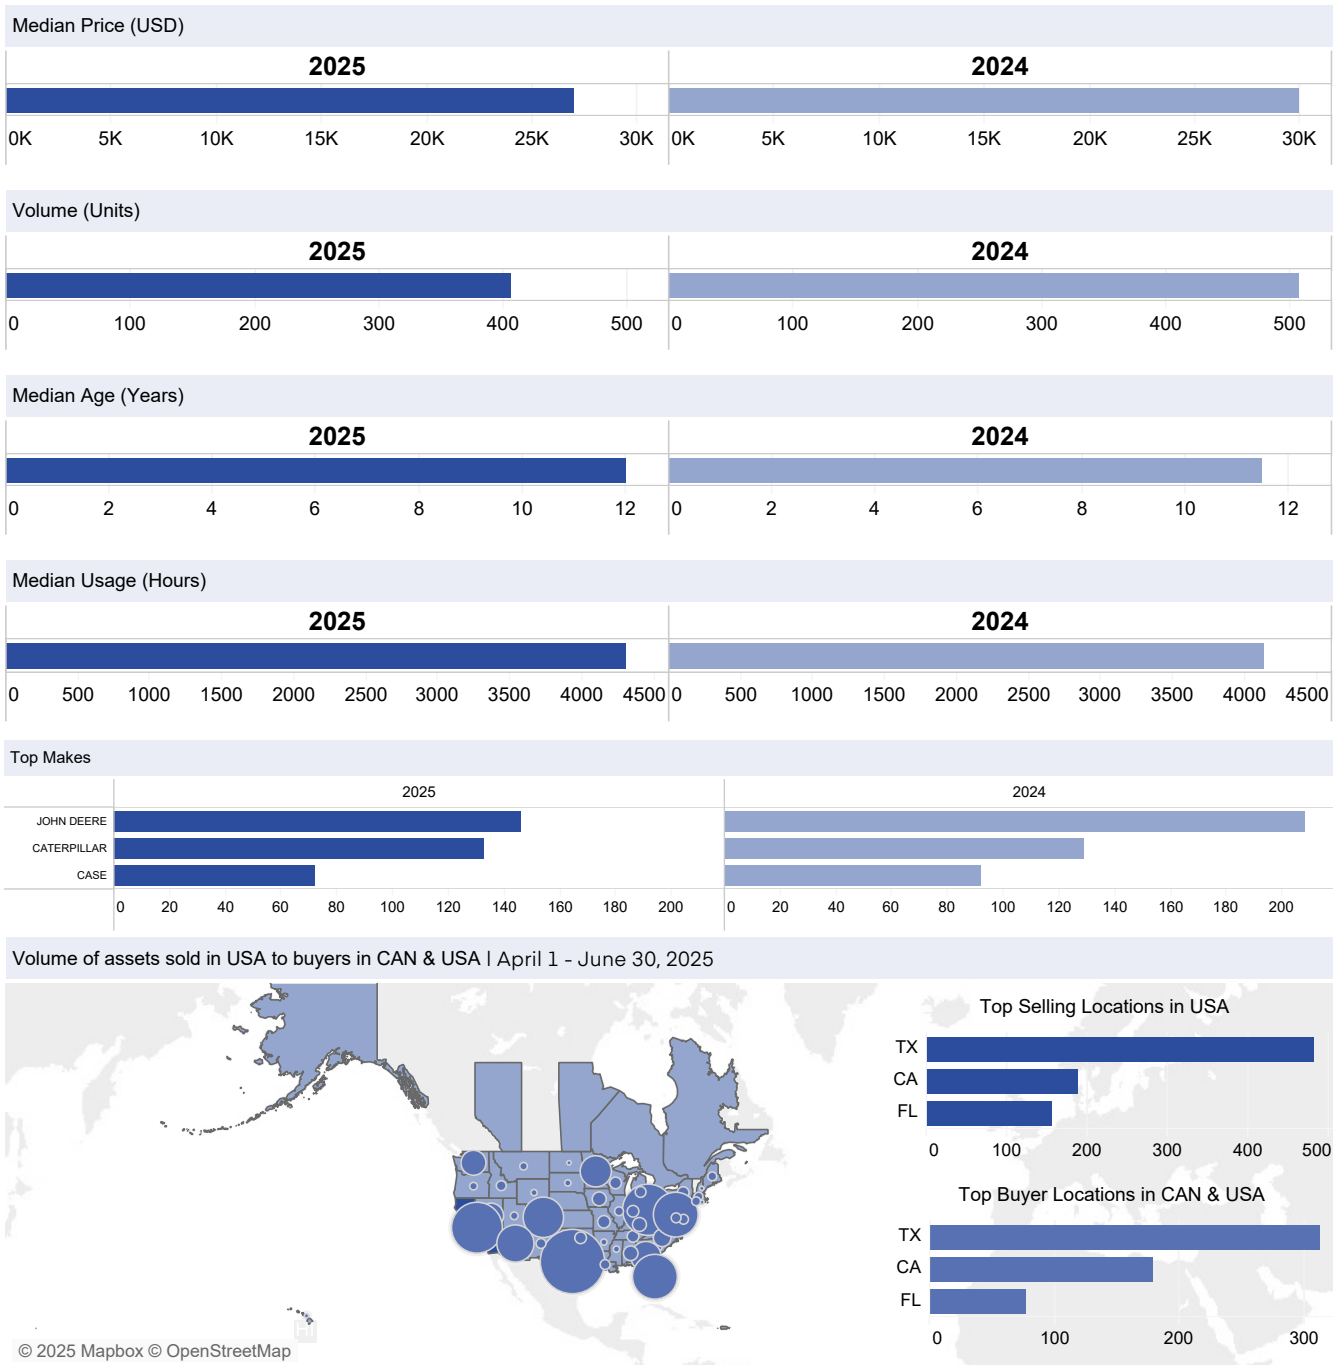 Median Price (USD)
2025 2024
0K 5K 10K 15K 20K 25K 30K 0K 5K 10K 15K 20K 25K 30K
Volume (Units)
2025 2024
0 100 200 300 400 500 0 100 200 300 400 500
Median Age (Years)
2025 2024
0 2 4 6 8 10 12 0 2 4 6 8 10 12
Median Usage (Hours)
2025 2024
0 500 1000 1500 2000 2500 3000 3500 4000 4500 0 500 1000 1500 2000 2500 3000 3500 4000 4500
Top Makes
2025 2024
JOHN DEERE
CATERPILLAR
CASE
0 20 40 60 80 100 120 140 160 180 200 0 20 40 60 80 100 120 140 160 180 200
Volume of assets sold in USA to buyers in CAN & USA | April 1 - June 30, 2025
Top Selling Locations in USA
TX
CA
FL
0 100 200 300 400 500
Top Buyer Locations in CAN & USA
TX
CA
FL
0 100 200 300
HI
© 2025 Mapbox © OpenStreetMap